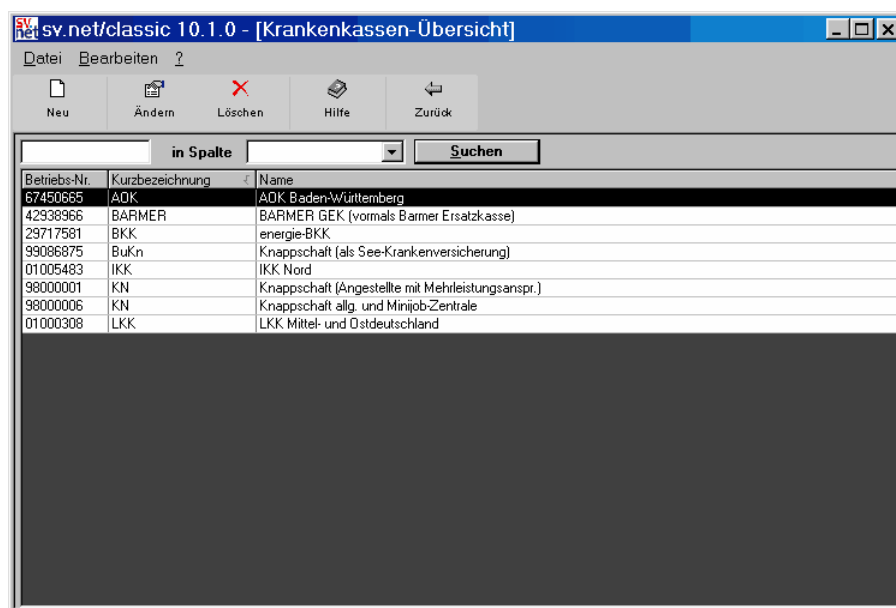 sv.net sv.net/classic 10.1.0 - [Krankenkassen-Übersicht]
Datei Bearbeiten ?
Neu Ändern Löschen Hilfe Zurück
in Spalte Suchen
Betriebs-Nr. Kurzbezeichnung Name
67450665 AOK AOK Baden-Württemberg
42938966 BARMER BARMER GEK (vormals Barmer Ersatzkasse)
29717581 BKK energie-BKK
99086875 BuKn Knappschaft (als See-Krankenversicherung)
01005483 IKK IKK Nord
98000001 KN Knappschaft (Angestellte mit Mehrleistungsanspr.)
98000006 KN Knappschaft allg. und Minijob-Zentrale
01000308 LKK LKK Mittel- und Ostdeutschland